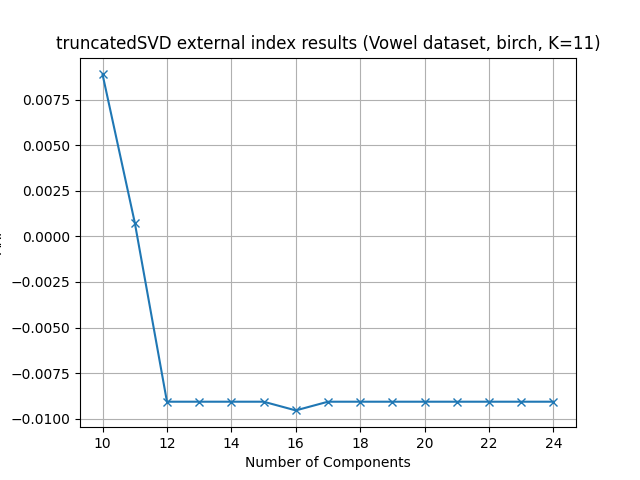 truncatedSVD external index results (Vowel dataset, birch, K=11)
0.0075
0.0050
0.0025
0.0000
−0.0025
−0.0050
−0.0075
−0.0100
10 12 14 16 18 20 22 24
Number of Components